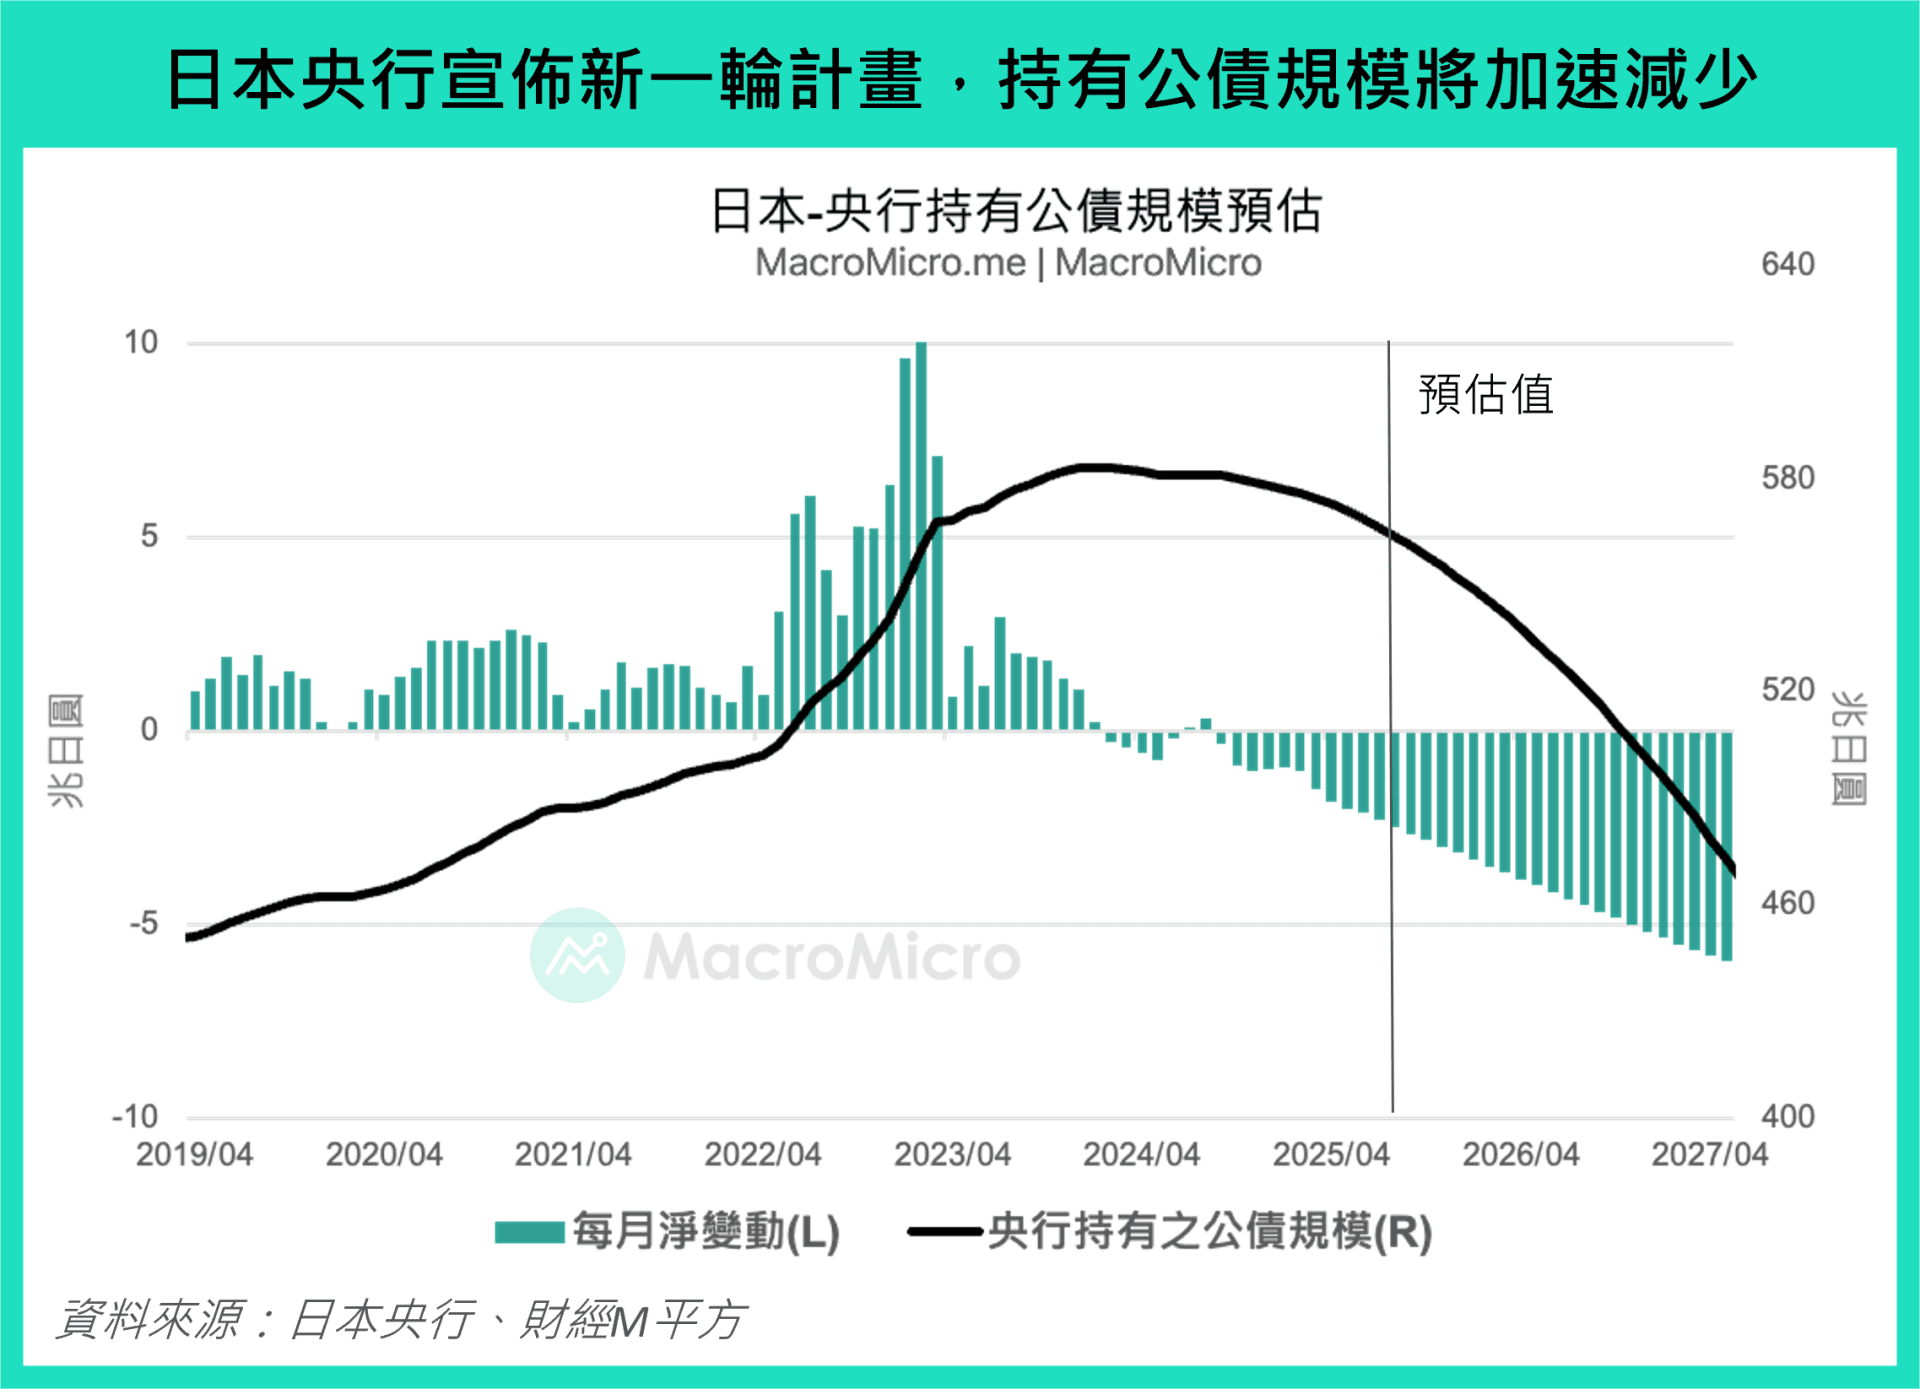 日本央行宣佈新一輪計畫，持有公債規模將加速減少
日本-央行持有公債規模預估
MacroMicro.me | MacroMicro
640
10
預估值
580
5
兆日圓
0
520
兆日圓
460
-5
MacroMicro
-10
400
2019/04 2020/04 2021/04 2022/04 2023/04 2024/04 2025/04 2026/04 2027/04
每月淨變動(L) 央行持有之公債規模(R)
資料來源：日本央行、財經M平方